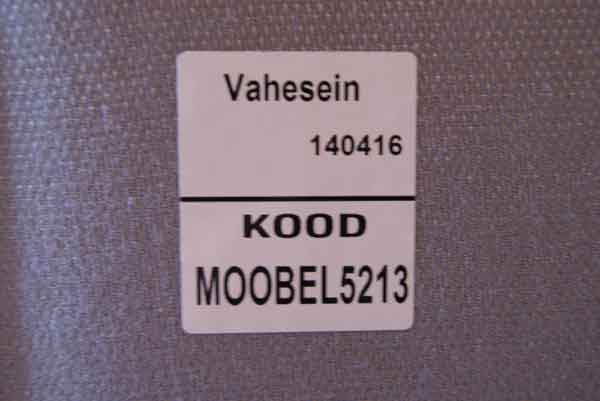 Vahesein
140416
KOOD
MOOBEL5213